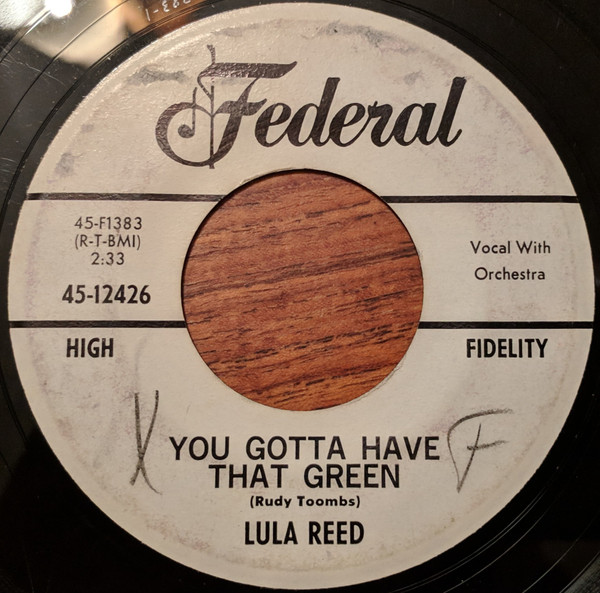 Federal
45-F1383
(R-T-BMI)
2:33
45-12426
Vocal With
Orchestra
HIGH
FIDELITY
X
F
YOU GOTTA HAVE
THAT GREEN
(Rudy Toombs)
LULA REED